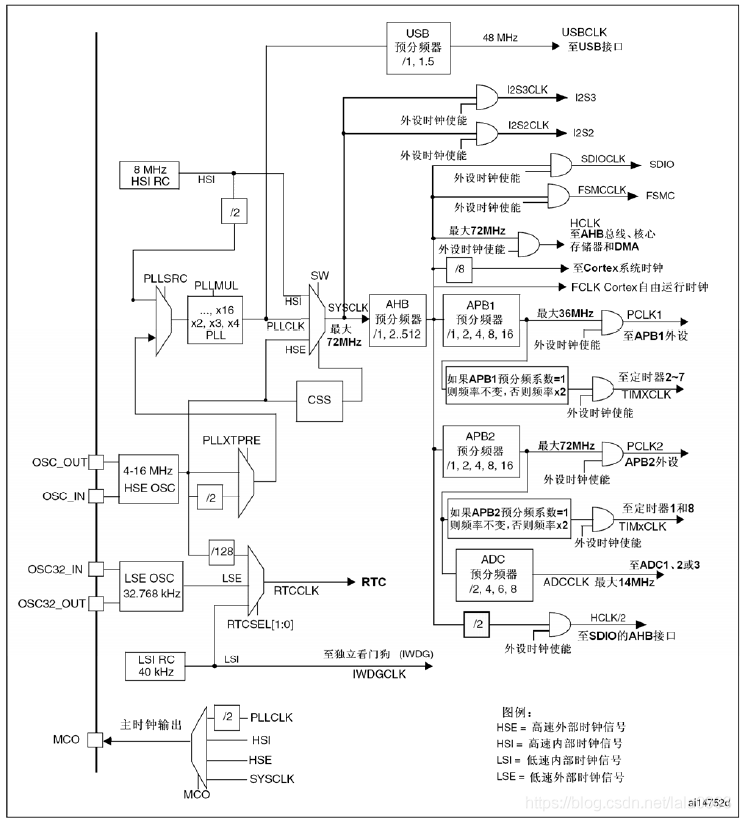 USB
预分频器
/1, 1.5
48 MHz
USBCLK
至USB接口
I2S3CLK
I2S3
外设时钟使能
I2S2CLK
I2S2
外设时钟使能
SDIOCLK
SDIO
外设时钟使能
FSMCCLK
FSMC
外设时钟使能
8 MHz
HSI RC
HSI
/2
最大72MHz
外设时钟使能
HCLK
至AHB总线、核心
存储器和DMA
/8
至Cortex系统时钟
FCLK Cortex自由运行时钟
PLLSRC
PLLMUL
..., x16
x2, x3, x4
PLL
SW
HSI
PLLCLK
HSE
SYSCLK
最大
72MHz
AHB
预分频器
/1, 2..512
APB1
预分频器
/1, 2, 4, 8, 16
最大36MHz
外设时钟使能
PCLK1
至APB1外设
CSS
如果APB1预分频系数=1
则频率不变，否则频率x2
至定时器2~7
TIMXCLK
外设时钟使能
PLLXTPRE
OSC_OUT
OSC_IN
4-16 MHz
HSE OSC
/2
APB2
预分频器
/1, 2, 4, 8, 16
最大72MHz
外设时钟使能
PCLK2
APB2外设
如果APB2预分频系数=1
则频率不变，否则频率x2
至定时器1和8
TIMxCLK
外设时钟使能
OSC32_IN
OSC32_OUT
LSE OSC
32.768 kHz
/128
LSE
RTCCLK
RTC
RTCSEL[1:0]
ADC
预分频器
/2, 4, 6, 8
至ADC1、2或3
ADCCLK 最大14MHz
/2
HCLK/2
至SDIO的AHB接口
外设时钟使能
LSI RC
40 kHz
LSI
至独立看门狗 (IWDG)
IWDGCLK
MCO
主时钟输出
/2
PLLCLK
HSI
HSE
SYSCLK
MCO
图例：
HSE = 高速外部时钟信号
HSI = 高速内部时钟信号
LSI = 低速内部时钟信号
LSE = 低速外部时钟信号
ai14752d